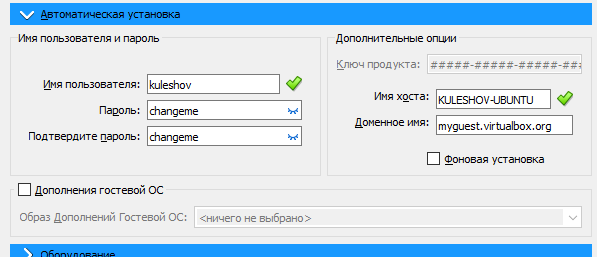 Автоматическая установка
Имя пользователя и пароль
Имя пользователя: kuleshov
Пароль: changeme
Подтвердите пароль: changeme
Дополнительные опции
Ключ продукта: #####-#####-#####-###
Имя хоста: KULESHOV-UBUNTU
Доменное имя: myguest.virtualbox.org
Фоновая установка
Дополнения гостевой ОС
Образ Дополнений Гостевой ОС: <ничего не выбрано>
Оборудование